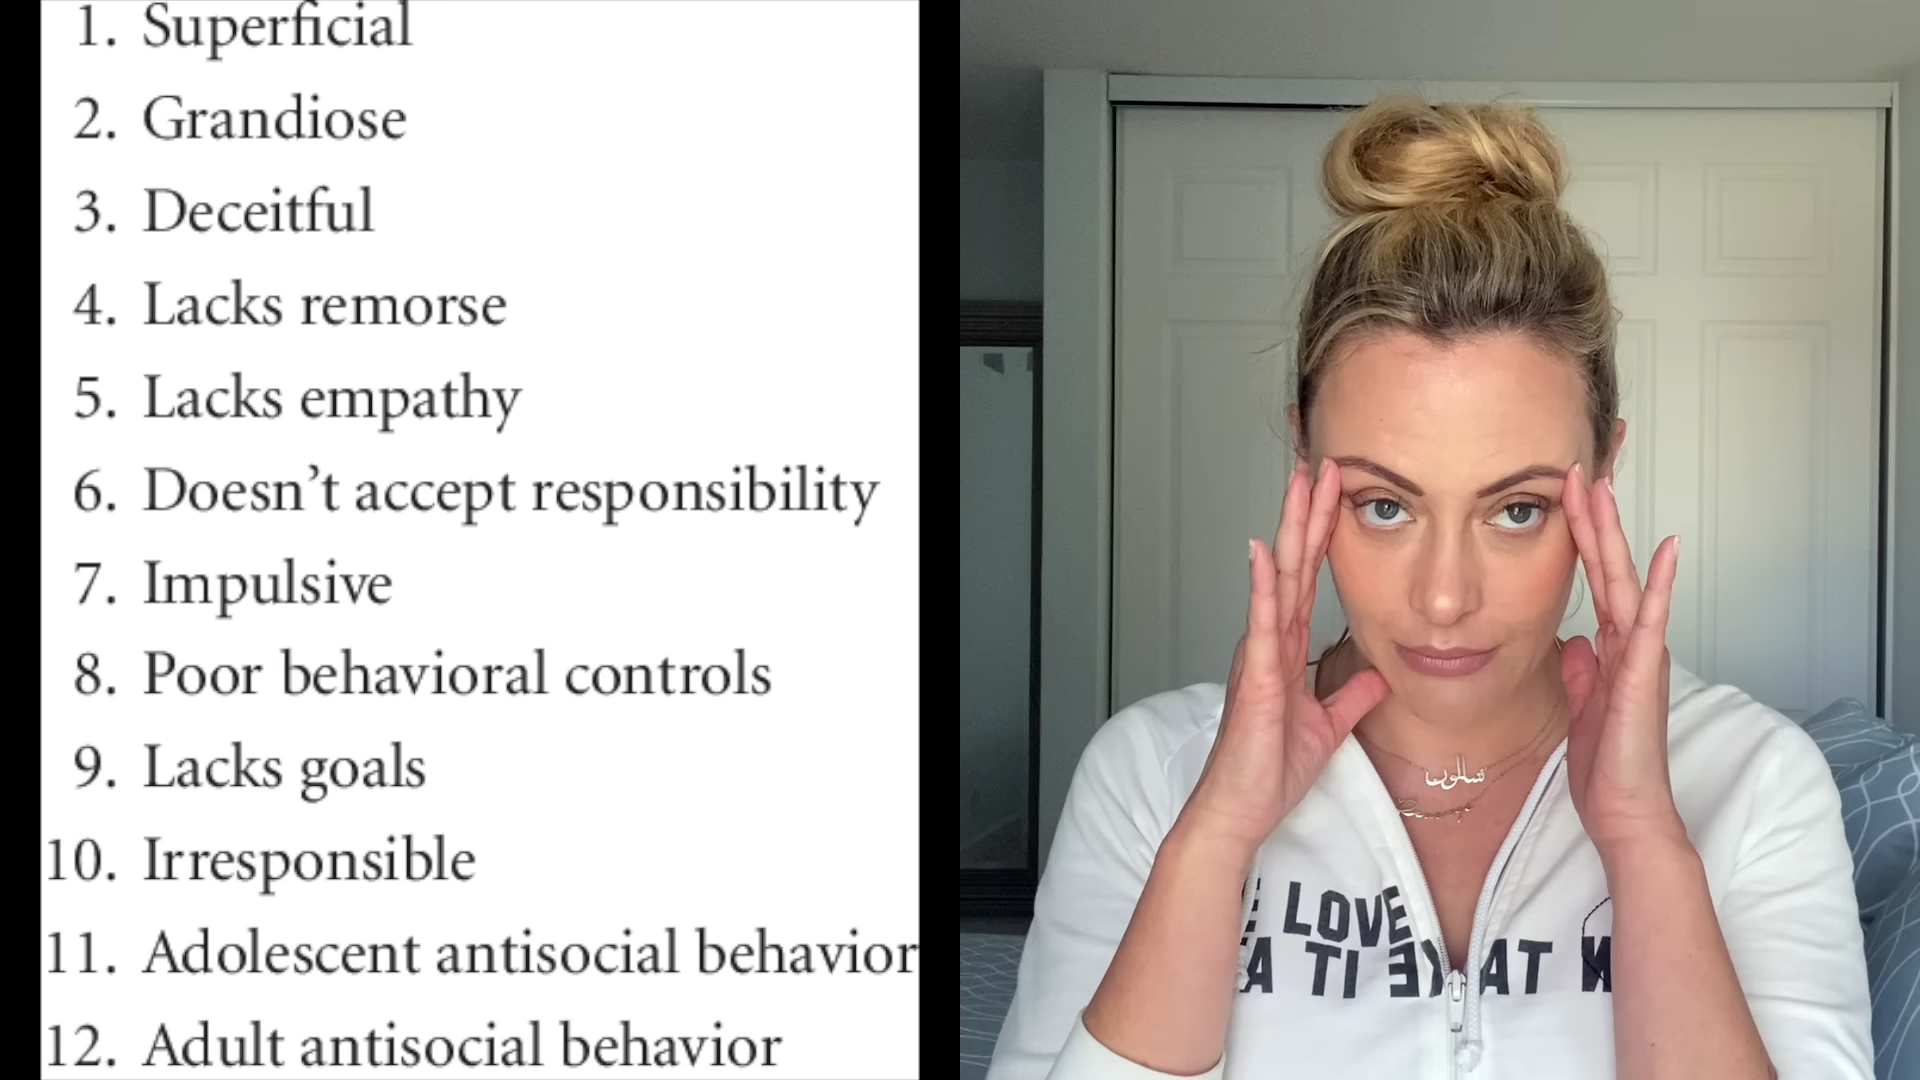 1. Superficial
2. Grandiose
3. Deceitful
4. Lacks remorse
5. Lacks empathy
6. Doesn’t accept responsibility
7. Impulsive
8. Poor behavioral controls
9. Lacks goals
10. Irresponsible
11. Adolescent antisocial behavior
12. Adult antisocial behavior
LOVE